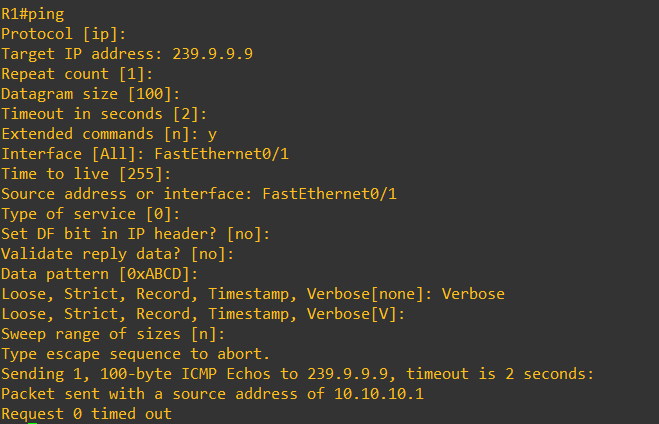 R1#ping
Protocol [ip]:
Target IP address: 239.9.9.9
Repeat count [1]:
Datagram size [100]:
Timeout in seconds [2]:
Extended commands [n]: y
Interface [All]: FastEthernet0/1
Time to live [255]:
Source address or interface: FastEthernet0/1
Type of service [0]:
Set DF bit in IP header? [no]:
Validate reply data? [no]:
Data pattern [0xABCD]:
Loose, Strict, Record, Timestamp, Verbose[none]: Verbose
Loose, Strict, Record, Timestamp, Verbose[V]:
Sweep range of sizes [n]:
Type escape sequence to abort.
Sending 1, 100-byte ICMP Echos to 239.9.9.9, timeout is 2 seconds:
Packet sent with a source address of 10.10.10.1
Request 0 timed out